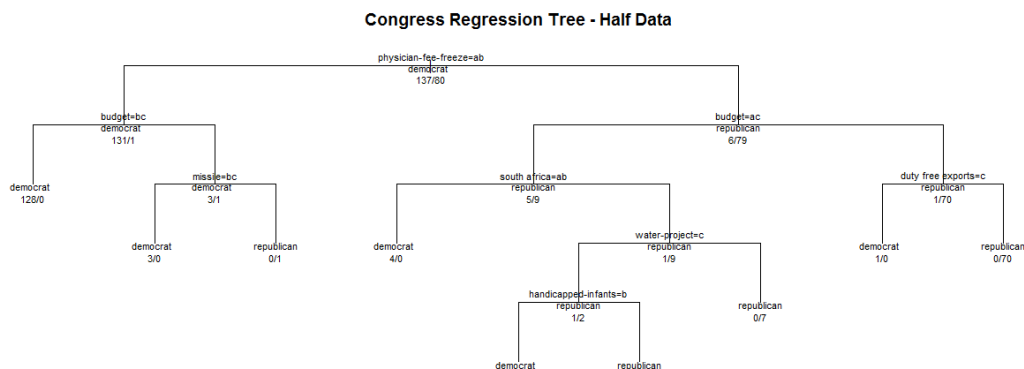 Congress Regression Tree - Half Data
physician-fee-freeze=ab
democrat
137/80
budget=bc
democrat
131/1
budget=ac
republican
6/79
democrat
128/0
missile=bc
democrat
3/1
south africa=ab
republican
5/9
duty free exports=c
republican
1/70
democrat
3/0
republican
0/1
democrat
4/0
water-project=c
republican
1/9
democrat
1/0
republican
0/70
handicapped-infants=b
republican
1/2
republican
0/7
democrat
republican